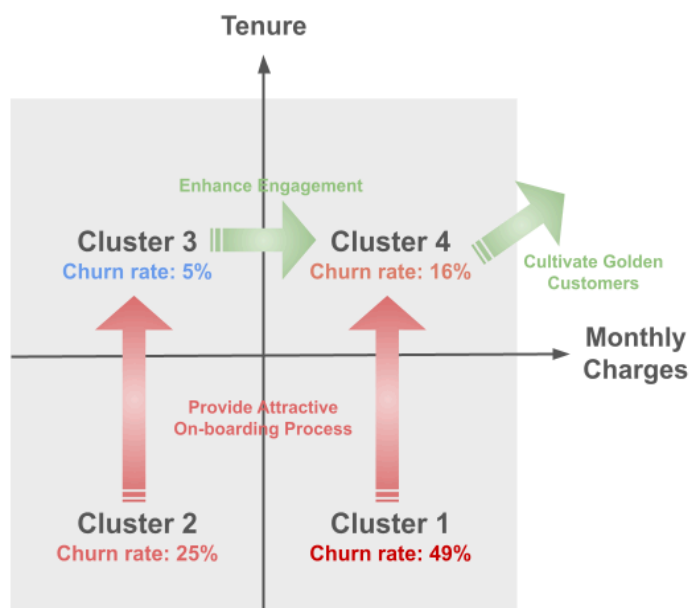 Tenure
Enhance Engagement
Cluster 3
Churn rate: 5%
Cluster 4
Churn rate: 16%
Cultivate Golden
Customers
Monthly
Charges
Provide Attractive
On-boarding Process
Cluster 2
Churn rate: 25%
Cluster 1
Churn rate: 49%